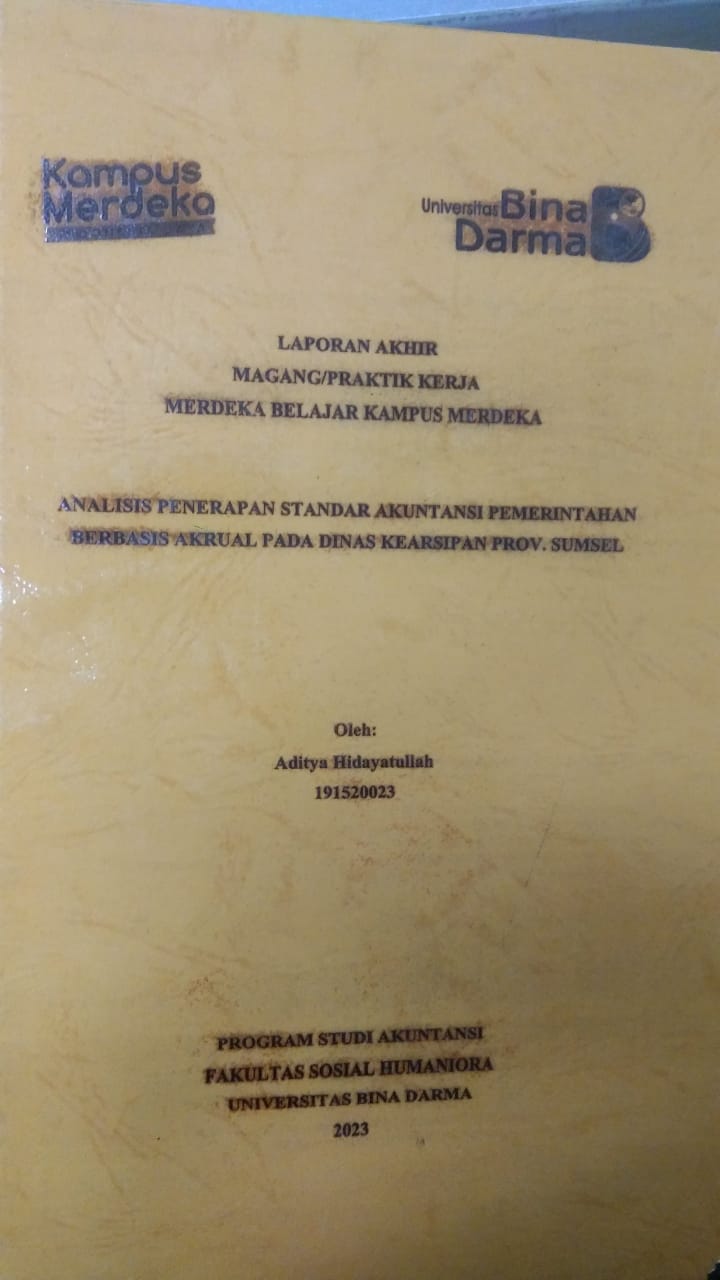 Kampus
Merdeka
Universitas Bina
Darma
LAPORAN AKHIR
MAGANG/PRAKTIK KERJA
MERDEKA BELAJAR KAMPUS MERDEKA
ANALISIS PENERAPAN STANDAR AKUNTANSI PEMERINTAHAN
BERBASIS AKRUAL PADA DINAS KEARSIPAN PROV. SUMSEL
Oleh:
Aditya Hidayatullah
191520023
PROGRAM STUDI AKUNTANSI
FAKULTAS SOSIAL HUMANIORA
UNIVERSITAS BINA DARMA
2023